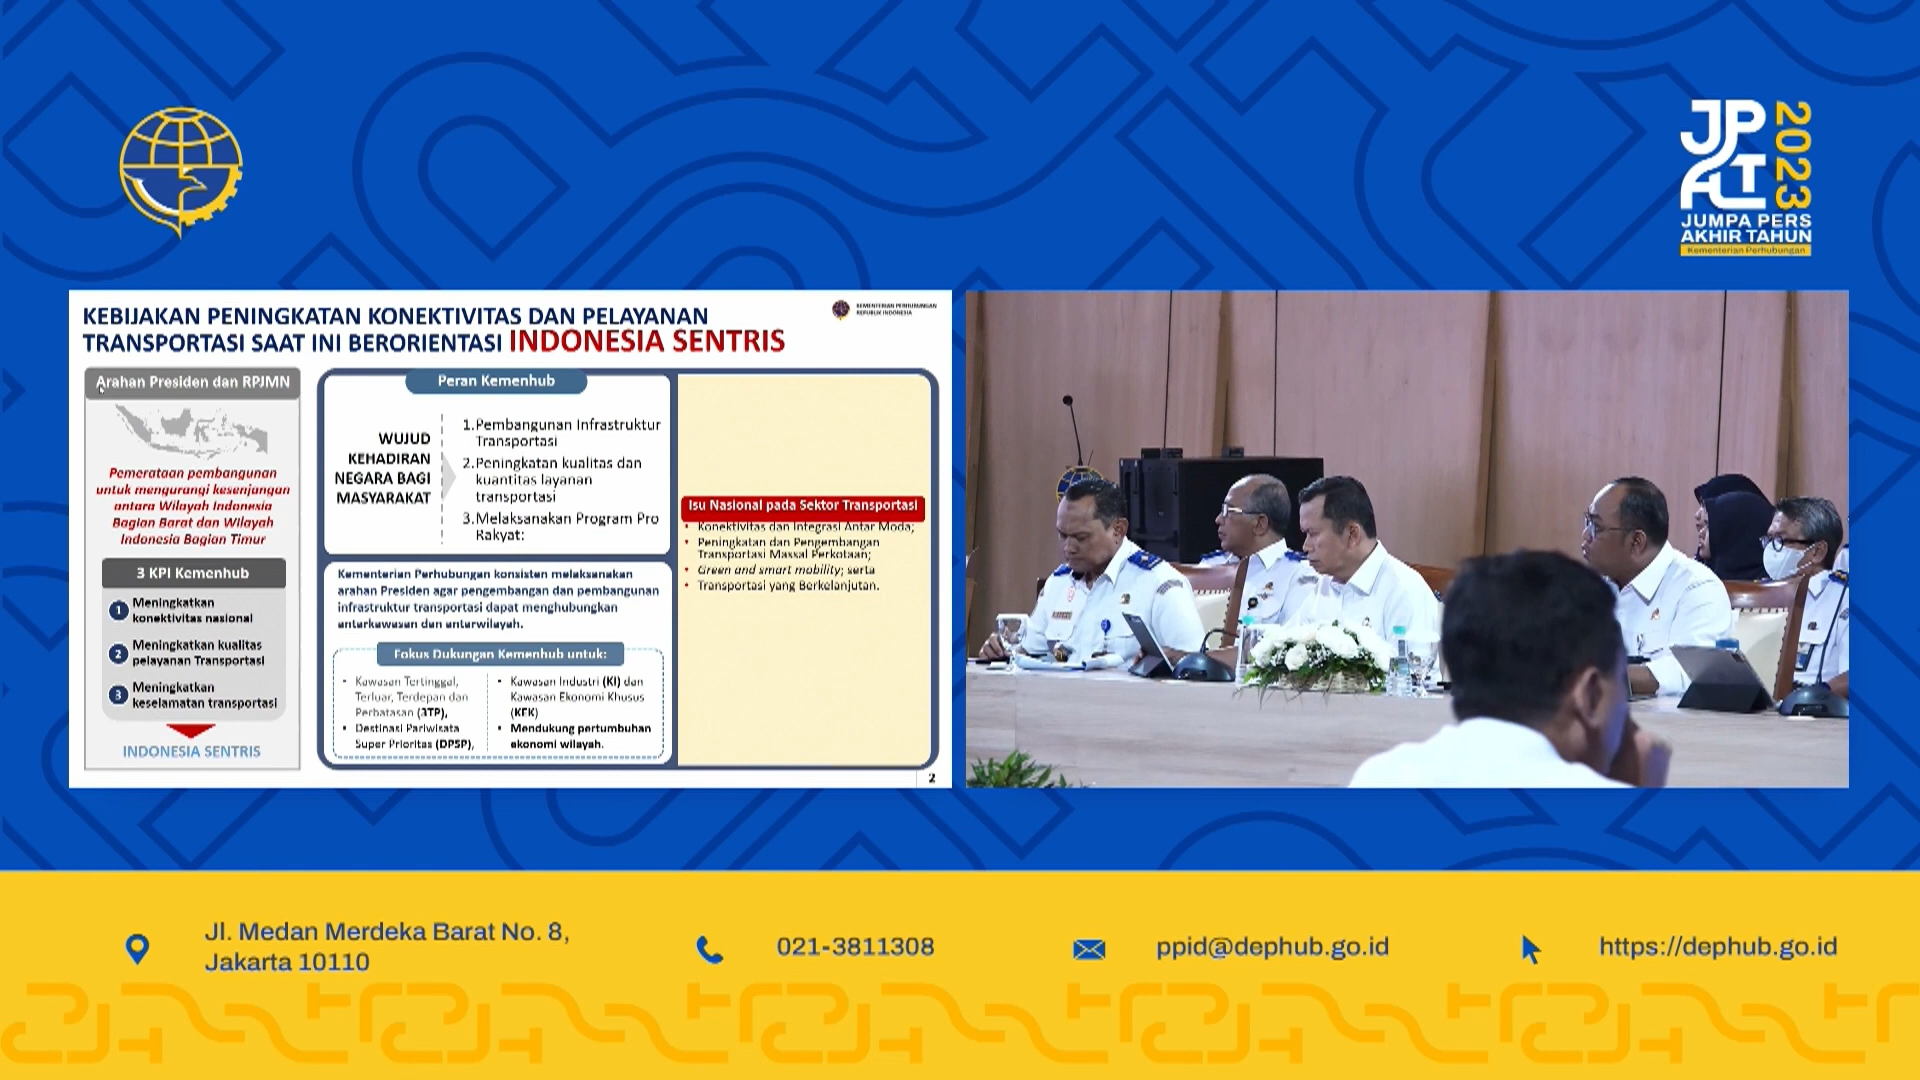 JPAT 2023
JUMPA PERS
AKHIR TAHUN
Kementerian Perhubungan
KEBIJAKAN PENINGKATAN KONEKTIVITAS DAN PELAYANAN
TRANSPORTASI SAAT INI BERORIENTASI INDONESIA SENTRIS
KEMENTERIAN PERHUBUNGAN
REPUBLIK INDONESIA
Arahan Presiden dan RPJMN
Pemerataan pembangunan
untuk mengurangi kesenjangan
antara Wilayah Indonesia
Bagian Barat dan Wilayah
Indonesia Bagian Timur
3 KPI Kemenhub
1 Meningkatkan
konektivitas nasional
2 Meningkatkan kualitas
pelayanan Transportasi
3 Meningkatkan
keselamatan transportasi
INDONESIA SENTRIS
Peran Kemenhub
WUJUD
KEHADIRAN
NEGARA BAGI
MASYARAKAT
1.Pembangunan Infrastruktur
Transportasi
2.Peningkatan kualitas dan
kuantitas layanan
transportasi
3.Melaksanakan Program Pro
Rakyat:
Kementerian Perhubungan konsisten melaksanakan
arahan Presiden agar pengembangan dan pembangunan
infrastruktur transportasi dapat menghubungkan
antarkawasan dan antarwilayah.
Fokus Dukungan Kemenhub untuk:
• Kawasan Tertinggal,
Terluar, Terdepan dan
Perbatasan (3TP),
• Destinasi Pariwisata
Super Prioritas (DPSP),
• Kawasan Industri (KI) dan
Kawasan Ekonomi Khusus
(KEK)
• Mendukung pertumbuhan
ekonomi wilayah.
Isu Nasional pada Sektor Transportasi
Konektivitas dan Integrasi Antar Moda;
• Peningkatan dan Pengembangan
Transportasi Massal Perkotaan;
• Green and smart mobility; serta
• Transportasi yang Berkelanjutan.
2
Jl. Medan Merdeka Barat No. 8,
Jakarta 10110
021-3811308
ppid@dephub.go.id
https://dephub.go.id